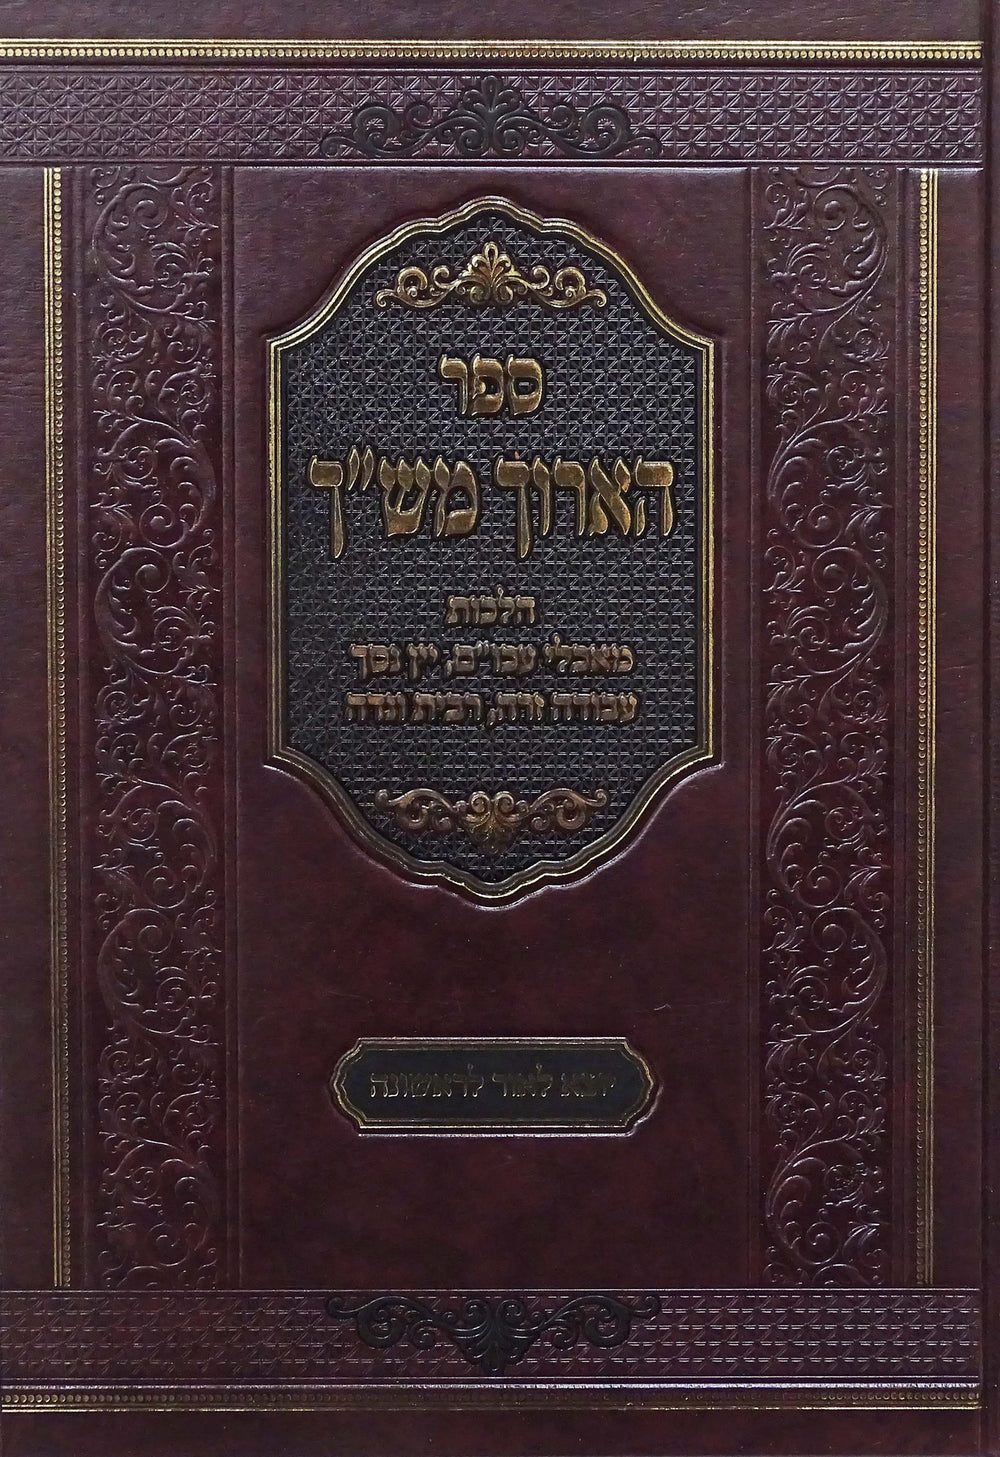 ספר
הארוך מש"ך
הלכות
מאכלי עכו"ם, יין נסך
עבודה זרה, רבית ונדה
יוצא לאור לראשונה